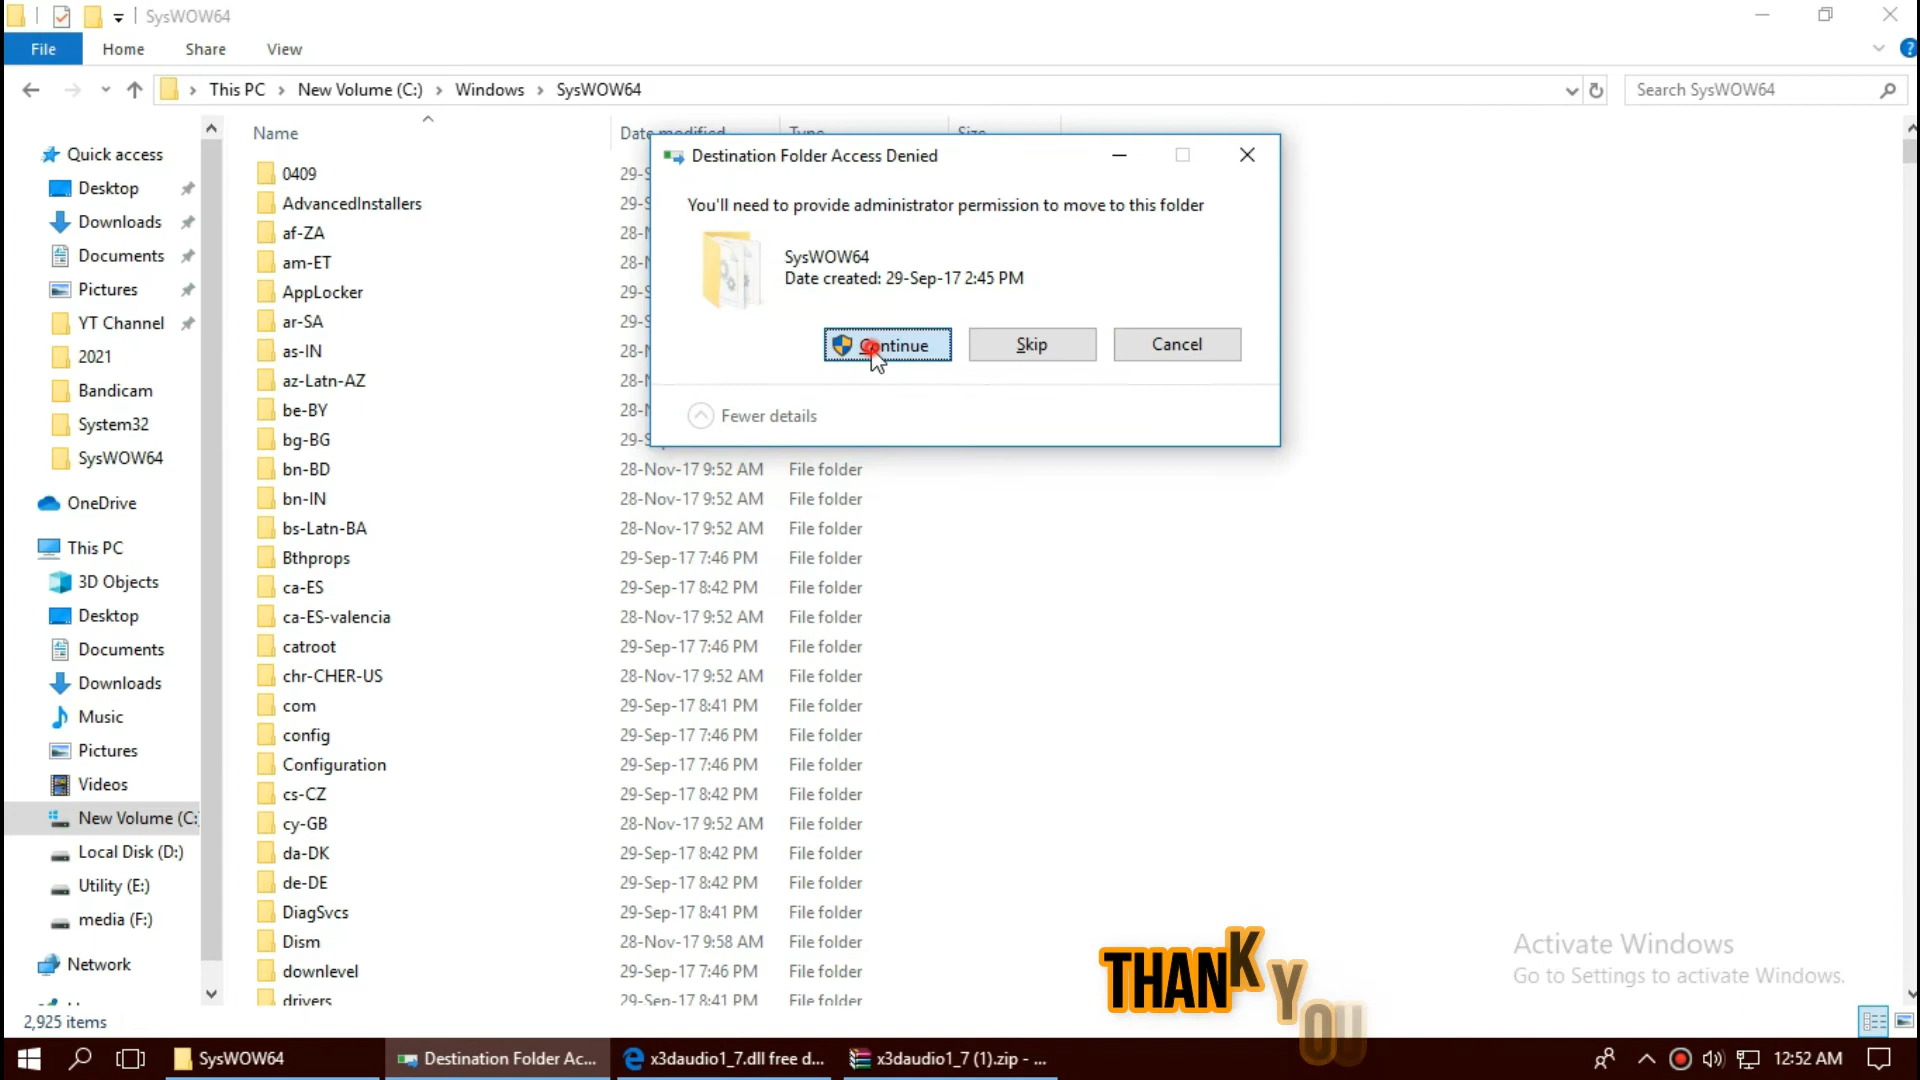 SysWOW64
File Home Share View
This PC New Volume (C:) Windows SysWOW64
Search SysWOW64
Quick access
Desktop
Downloads
Documents
Pictures
YT Channel
2021
Bandicam
System32
SysWOW64
OneDrive
This PC
3D Objects
Desktop
Documents
Downloads
Music
Pictures
Videos
New Volume (C:
Local Disk (D:)
Utility (E:)
media (F:)
Network
Name Date modified Type Size
0409 29-S
AdvancedInstallers 29-S
af-ZA 28-N
am-ET 28-
AppLocker 29-S
ar-SA 29-S
as-IN 28-
az-Latn-AZ 28-
be-BY 28-
bg-BG 29-S
bn-BD 28-Nov-17 9:52 AM File folder
bn-IN 28-Nov-17 9:52 AM File folder
bs-Latn-BA 28-Nov-17 9:52 AM File folder
Bthprops 29-Sep-17 7:46 PM File folder
ca-ES 29-Sep-17 8:42 PM File folder
ca-ES-valencia 28-Nov-17 9:52 AM File folder
catroot 29-Sep-17 7:46 PM File folder
chr-CHER-US 28-Nov-17 9:52 AM File folder
com 29-Sep-17 8:41 PM File folder
config 29-Sep-17 7:46 PM File folder
Configuration 29-Sep-17 7:46 PM File folder
cs-CZ 29-Sep-17 8:42 PM File folder
cy-GB 28-Nov-17 9:52 AM File folder
da-DK 29-Sep-17 8:42 PM File folder
de-DE 29-Sep-17 8:42 PM File folder
DiagSvcs 29-Sep-17 8:41 PM File folder
Dism 28-Nov-17 9:58 AM File folder
downlevel 29-Sep-17 7:46 PM File folder
drivers 29-Sep-17 8:41 PM File folder
Destination Folder Access Denied
You'll need to provide administrator permission to move to this folder
SysWOW64
Date created: 29-Sep-17 2:45 PM
Continue Skip Cancel
Fewer details
THANK YOU
Activate Windows
Go to Settings to activate Windows.
2,925 items
SysWOW64 Destination Folder Ac... x3daudio1_7.dll free d... x3daudio1_7 (1).zip - ... 12:52 AM